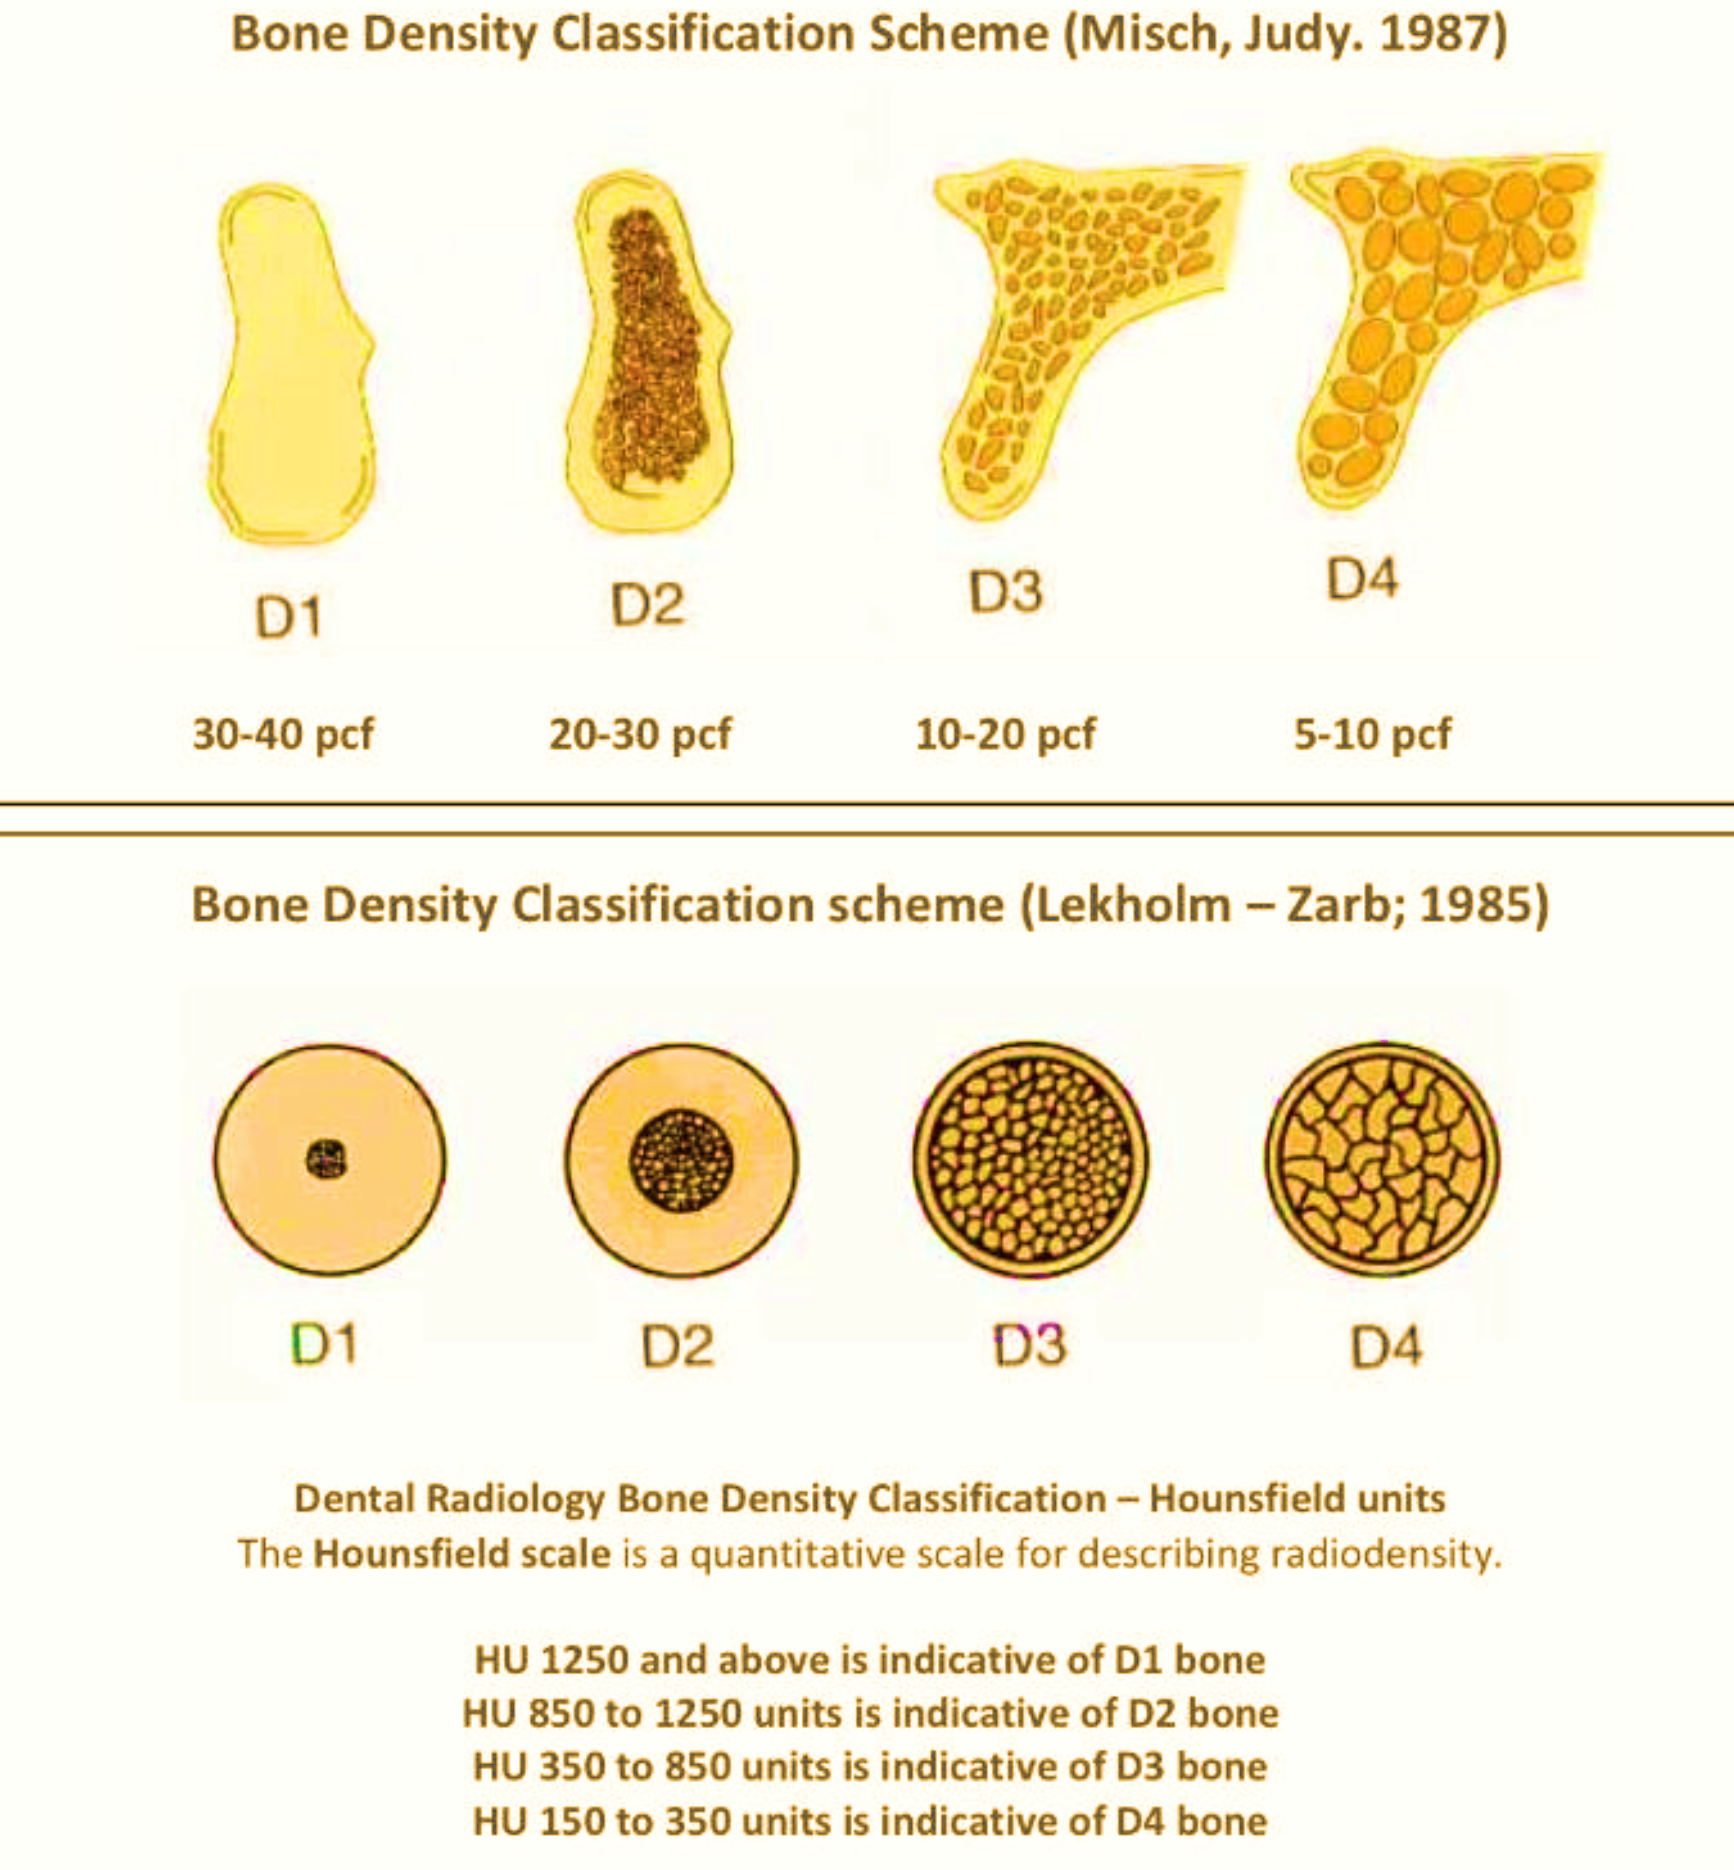 Bone Density Classification Scheme (Misch, Judy. 1987)
D1 D2 D3 D4
30-40 pcf 20-30 pcf 10-20 pcf 5-10 pcf
Bone Density Classification scheme (Lekholm – Zarb; 1985)
D1 D2 D3 D4
Dental Radiology Bone Density Classification – Hounsfield units
The Hounsfield scale is a quantitative scale for describing radiodensity.
HU 1250 and above is indicative of D1 bone
HU 850 to 1250 units is indicative of D2 bone
HU 350 to 850 units is indicative of D3 bone
HU 150 to 350 units is indicative of D4 bone